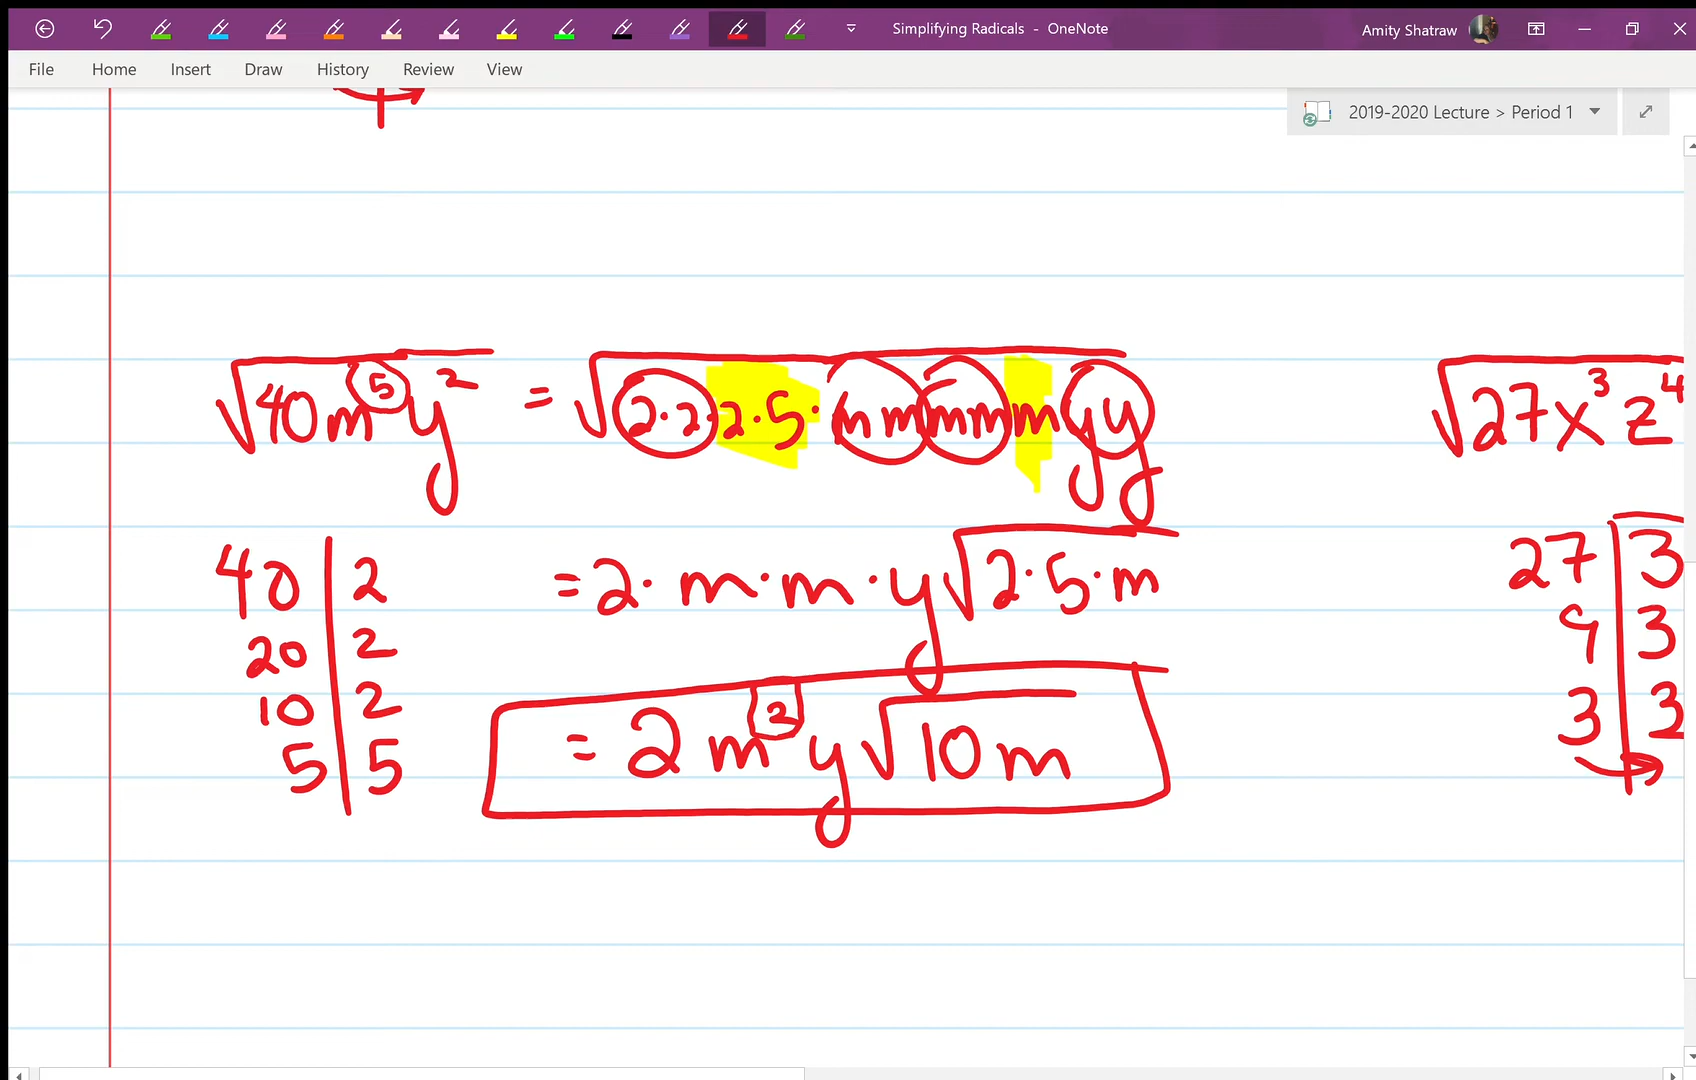 Simplifying Radicals - OneNote
Amity Shatraw
File Home Insert Draw History Review View
2019-2020 Lecture > Period 1
√40m⁵y² = √2·2·2·5·mmmmmyy
√27x³z⁴
40 | 2
20 | 2
10 | 2
5 | 5
= 2·m·m·y√2·5·m
= 2m²y√10m
27 | 3
9 | 3
3 | 3